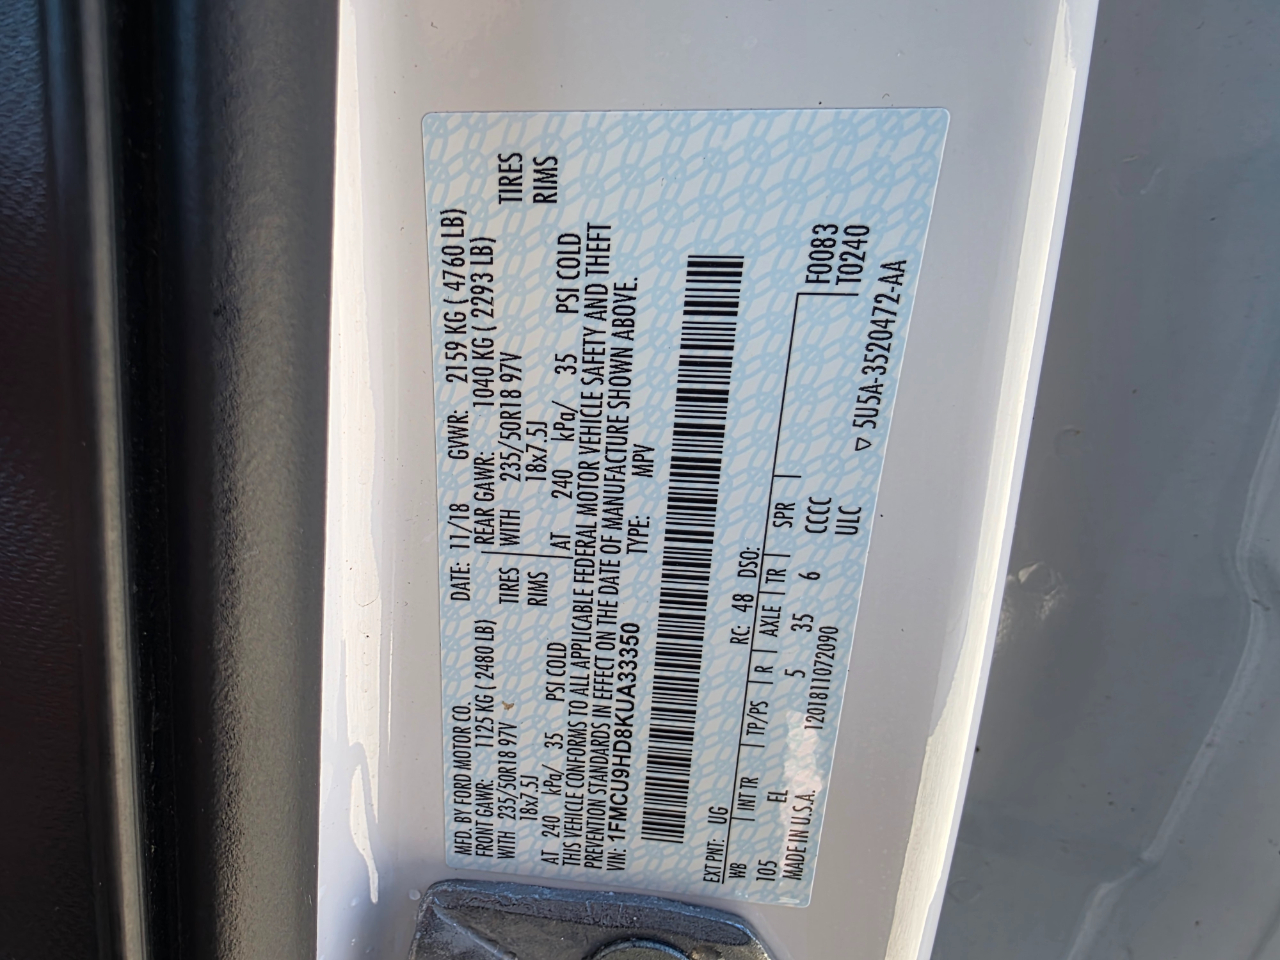 MFD. BY FORD MOTOR CO. DATE: 11/18 GVWR: 2159 KG ( 4760 LB)
FRONT GAWR: 1125 KG ( 2480 LB) REAR GAWR: 1040 KG ( 2293 LB)
WITH 235/50R18 97V TIRES WITH 235/50R18 97V TIRES
18x7.5J RIMS 18x7.5J RIMS
AT 240 kPa/ 35 PSI COLD AT 240 kPa/ 35 PSI COLD
THIS VEHICLE CONFORMS TO ALL APPLICABLE FEDERAL MOTOR VEHICLE SAFETY AND THEFT
PREVENTION STANDARDS IN EFFECT ON THE DATE OF MANUFACTURE SHOWN ABOVE.
VIN: 1FMCU9HD8KUA33350 TYPE: MPV
EXT PNT: UG RC: 48 DSO: F0083
WB INT TR TP/PS R AXLE TR SPR T0240
105 EL 5 35 6 CCCC
MADE IN U.S.A. 120181107​2090 ULC ▽ 5U5A-3520472-AA